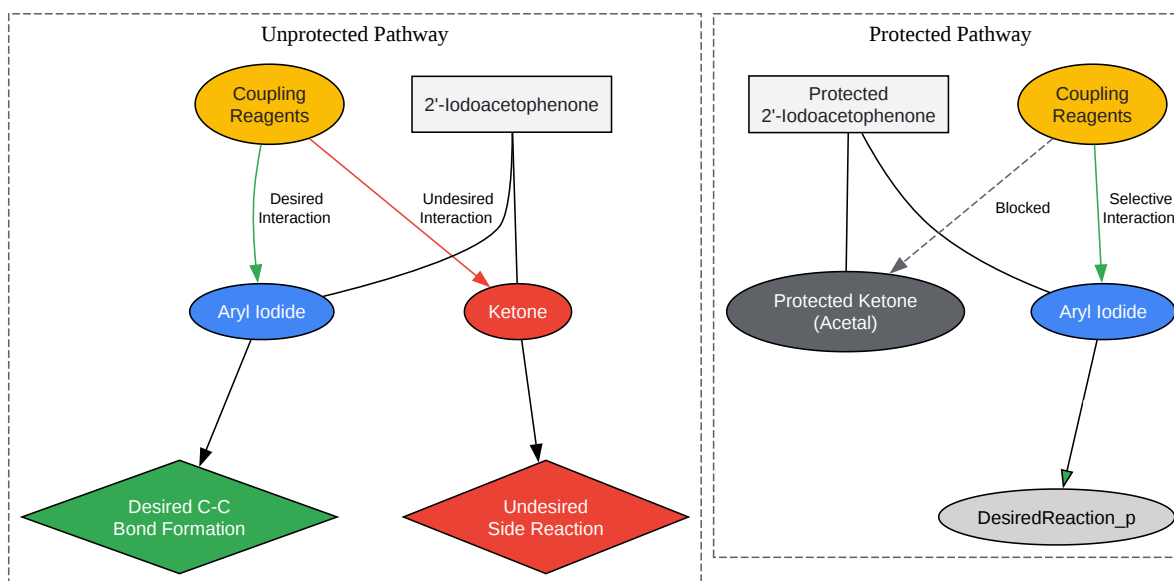 Unprotected Pathway
Coupling
Reagents
2'-Iodoacetophenone
Desired
Interaction
Undesired
Interaction
Aryl Iodide
Ketone
Desired C-C
Bond Formation
Undesired
Side Reaction
Protected Pathway
Protected
2'-Iodoacetophenone
Coupling
Reagents
Blocked
Selective
Interaction
Protected Ketone
(Acetal)
Aryl Iodide
DesiredReaction_p